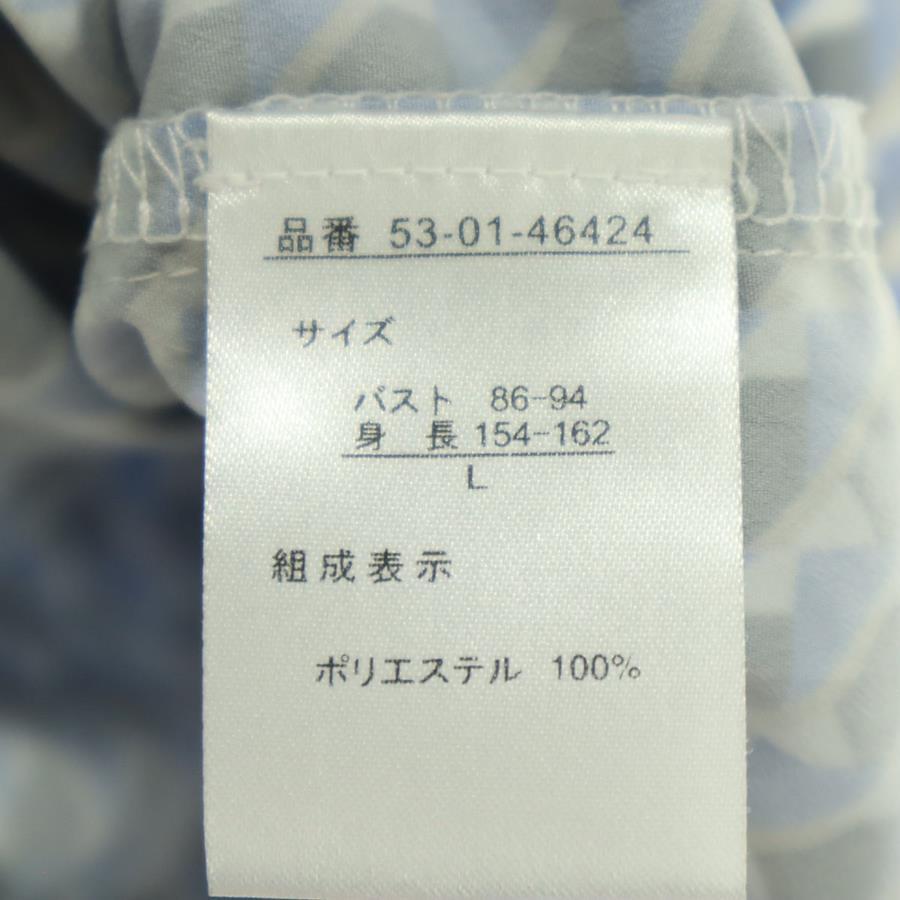 品番 53-01-46424
サイズ
バスト 86-94
身 長 154-162
L
組成表示
ポリエステル 100%